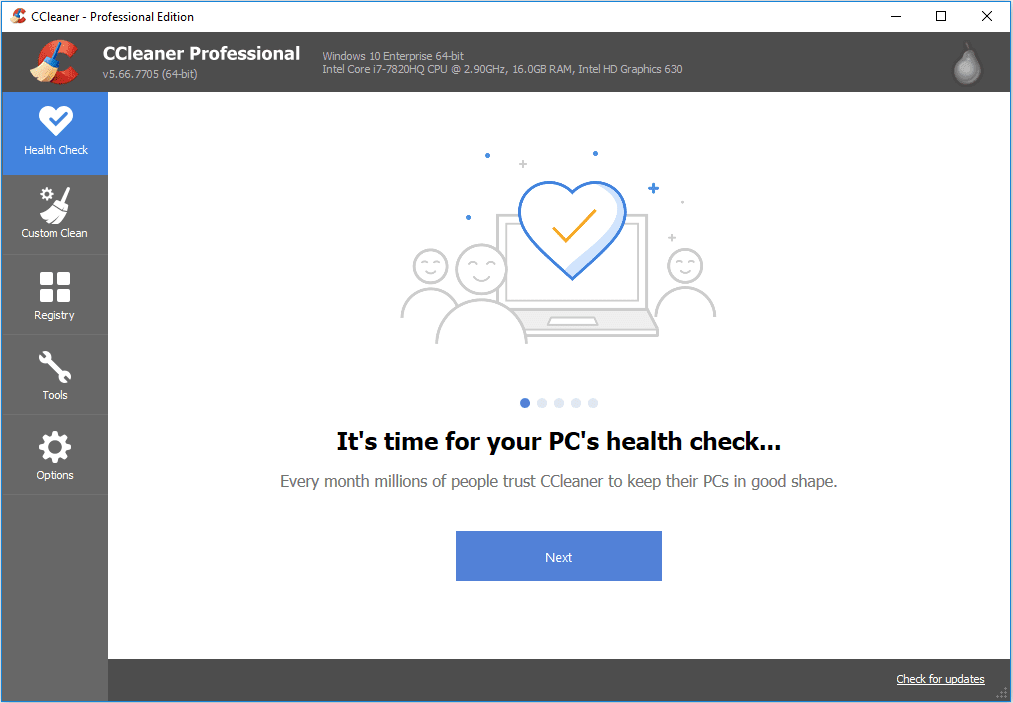 CCleaner - Professional Edition
CCleaner Professional
v5.66.7705 (64-bit)
Windows 10 Enterprise 64-bit
Intel Core i7-7820HQ CPU @ 2.90GHz, 16.0GB RAM, Intel HD Graphics 630
Health Check
Custom Clean
Registry
Tools
Options
It's time for your PC's health check...
Every month millions of people trust CCleaner to keep their PCs in good shape.
Next
Check for updates